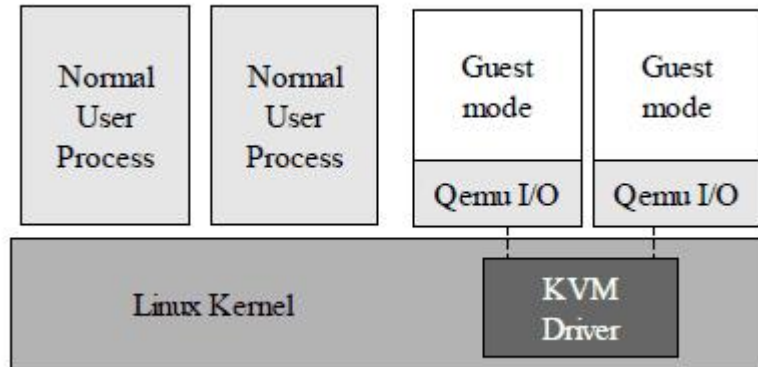 Normal
User
Process
Normal
User
Process
Guest
mode
Qemu I/O
Guest
mode
Qemu I/O
Linux Kernel
KVM
Driver